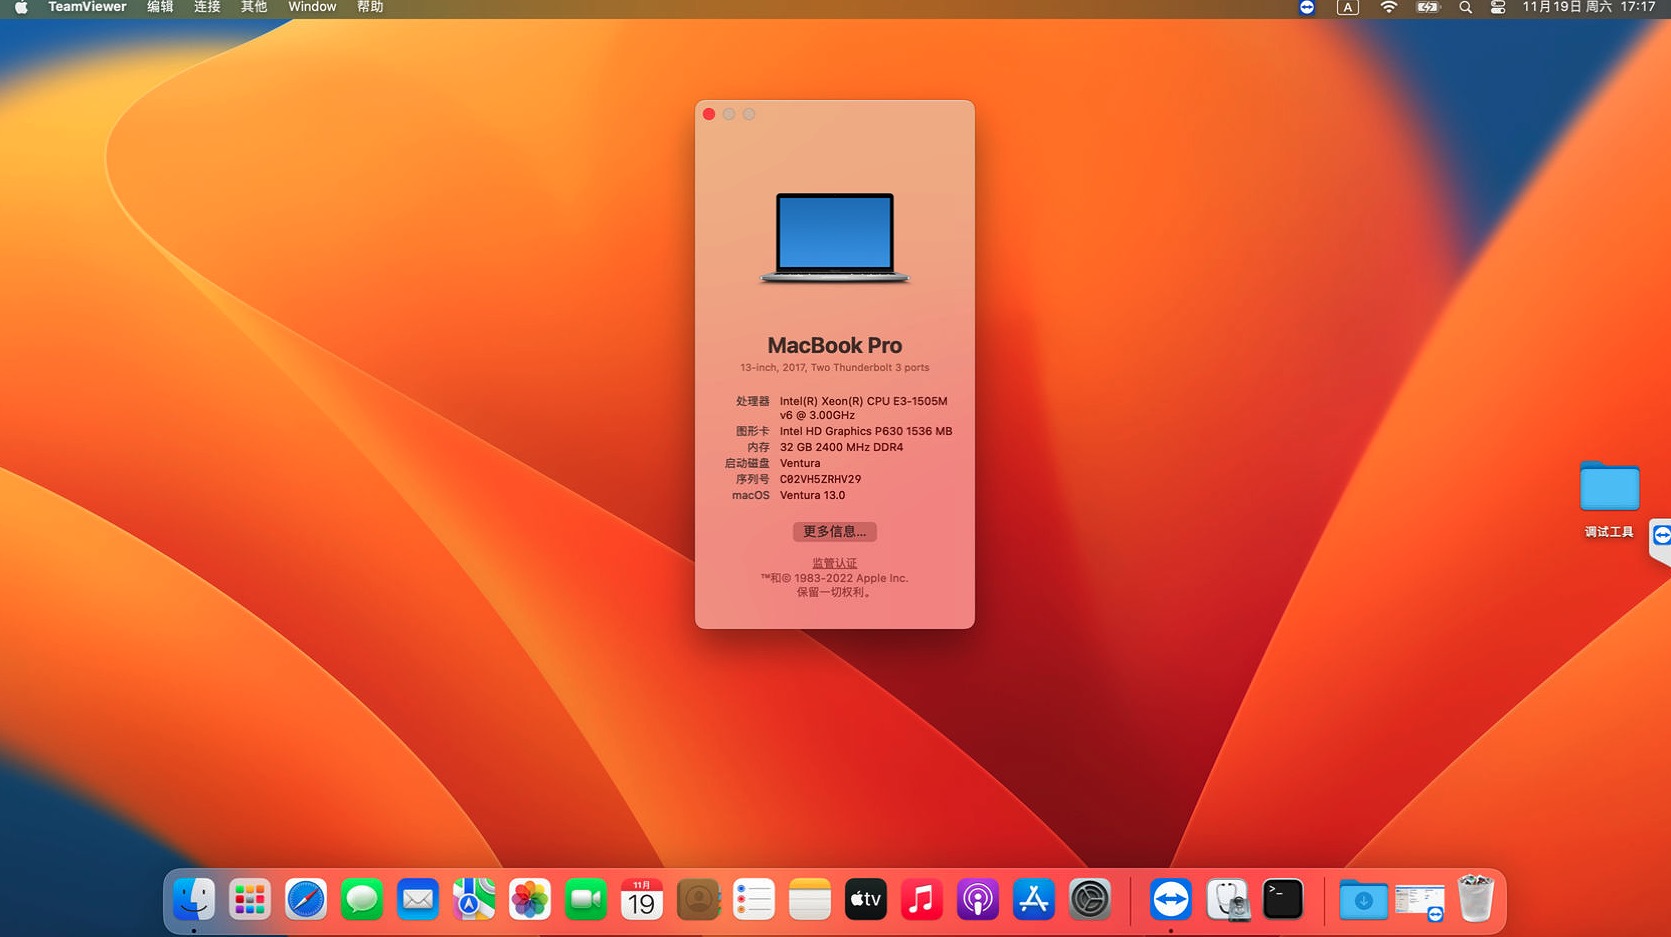 TeamViewer 编辑 连接 其他 Window 帮助
A 11月19日 周六 17:17
MacBook Pro
13-inch, 2017, Two Thunderbolt 3 ports
处理器 Intel(R) Xeon(R) CPU E3-1505M
v6 @ 3.00GHz
图形卡 Intel HD Graphics P630 1536 MB
内存 32 GB 2400 MHz DDR4
启动磁盘 Ventura
序列号 C02VH5ZRHV29
macOS Ventura 13.0
更多信息...
监管认证
™和© 1983-2022 Apple Inc.
保留一切权利。
调试工具
11月
19
tv
>_